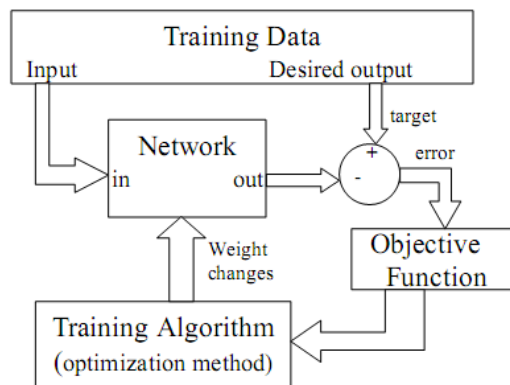 Training Data
Input
Desired output
target
Network
in
out
+
-
error
Weight
changes
Objective
Function
Training Algorithm
(optimization method)